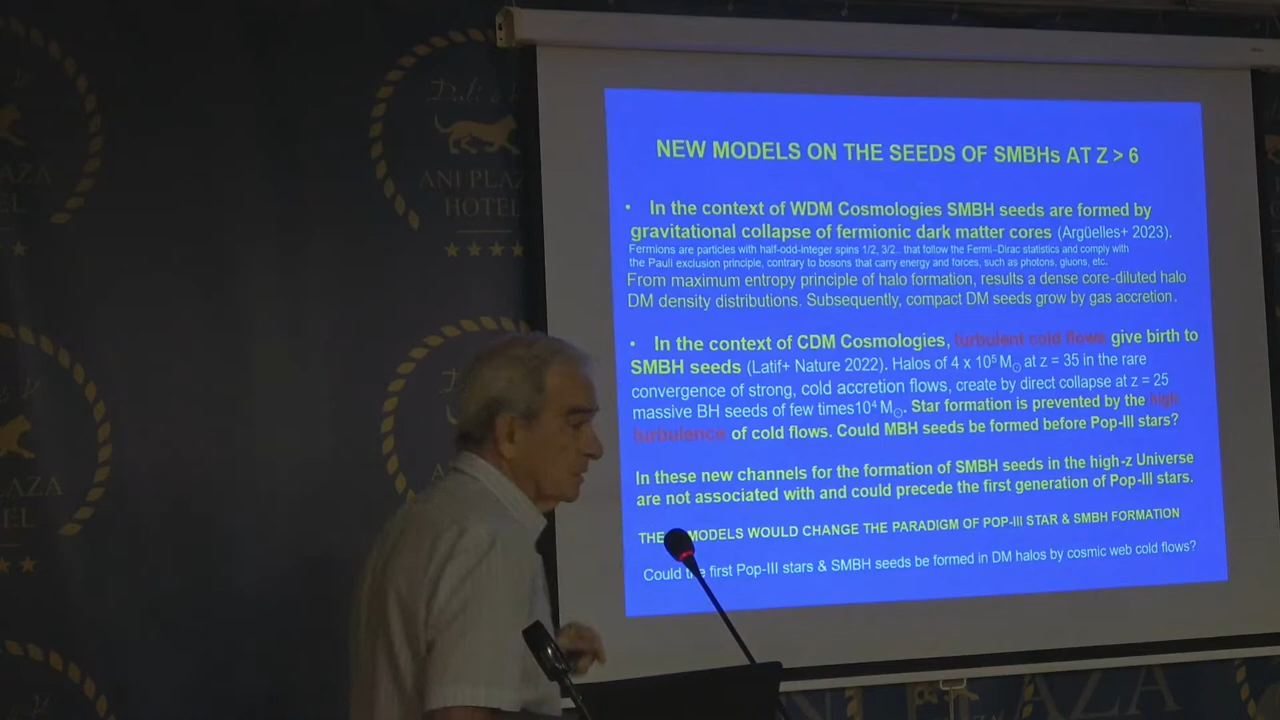 NEW MODELS ON THE SEEDS OF SMBHs AT Z > 6
• In the context of WDM Cosmologies SMBH seeds are formed by
gravitational collapse of fermionic dark matter cores (Argüelles+ 2023).
Fermions are particles with half-odd-integer spins 1/2, 3/2.. that follow the Fermi–Dirac statistics and comply with
the Pauli exclusion principle, contrary to bosons that carry energy and forces, such as photons, gluons, etc.
From maximum entropy principle of halo formation, results a dense core-diluted halo
DM density distributions. Subsequently, compact DM seeds grow by gas accretion.
• In the context of CDM Cosmologies, turbulent cold flows give birth to
SMBH seeds (Latif+ Nature 2022). Halos of 4 x 10⁵ M⊙ at z = 35 in the rare
convergence of strong, cold accretion flows, create by direct collapse at z = 25
massive BH seeds of few times10⁴ M⊙. Star formation is prevented by the high
turbulence of cold flows. Could MBH seeds be formed before Pop-III stars?
In these new channels for the formation of SMBH seeds in the high-z Universe
are not associated with and could precede the first generation of Pop-III stars.
THE MODELS WOULD CHANGE THE PARADIGM OF POP-III STAR & SMBH FORMATION
Could the first Pop-III stars & SMBH seeds be formed in DM halos by cosmic web cold flows?
ANI PLAZ
HOTEL
AZA
EL
LAZA
TEL